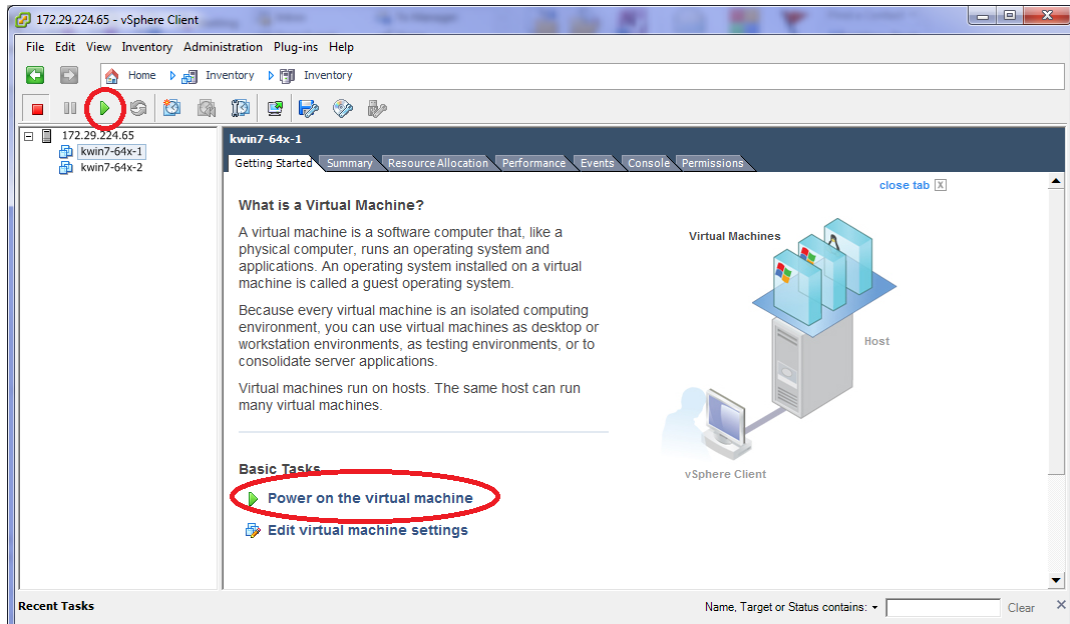 172.29.224.65 - vSphere Client
File Edit View Inventory Administration Plug-ins Help
Home Inventory Inventory
172.29.224.65
kwin7-64x-1
kwin7-64x-2
kwin7-64x-1
Getting Started Summary Resource Allocation Performance Events Console Permissions
close tab X
What is a Virtual Machine?
A virtual machine is a software computer that, like a
physical computer, runs an operating system and
applications. An operating system installed on a virtual
machine is called a guest operating system.
Because every virtual machine is an isolated computing
environment, you can use virtual machines as desktop or
workstation environments, as testing environments, or to
consolidate server applications.
Virtual machines run on hosts. The same host can run
many virtual machines.
Virtual Machines
Host
vSphere Client
Basic Tasks
Power on the virtual machine
Edit virtual machine settings
Recent Tasks
Name, Target or Status contains:
Clear